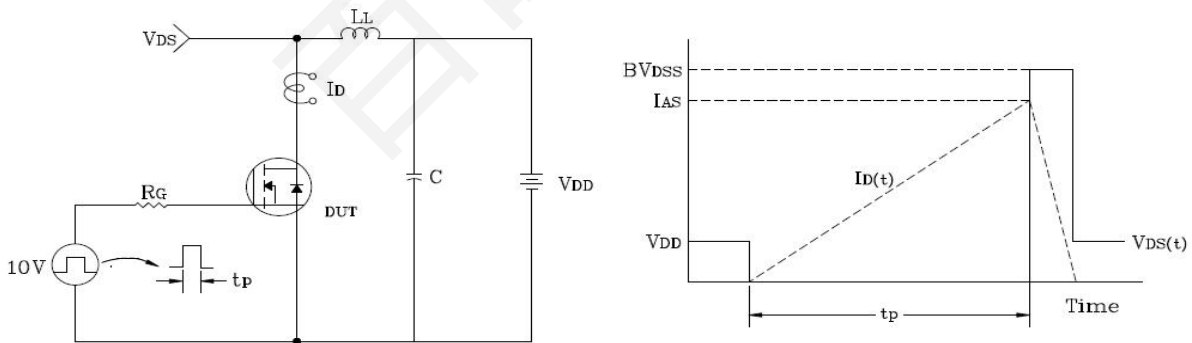 LL
VDS
ID
RG
DUT
C
VDD
10V
tp
BVDSS
IAS
ID(t)
VDD
VDS(t)
tp
Time